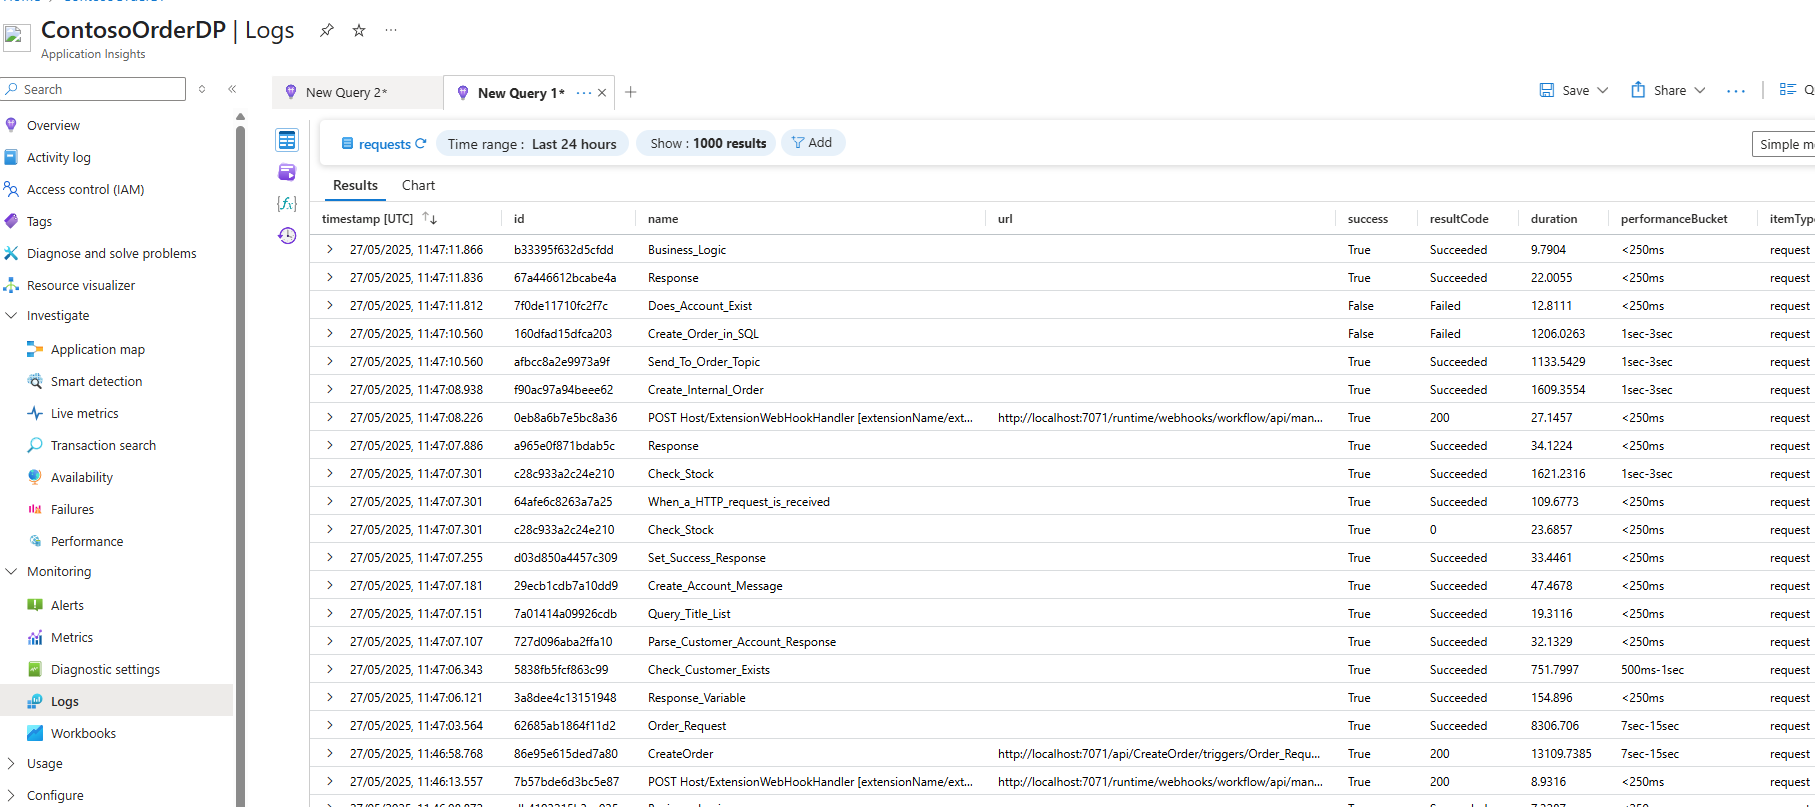 ContosoOrderDP | Logs
Application Insights
Search
Overview
Activity log
Access control (IAM)
Tags
Diagnose and solve problems
Resource visualizer
Investigate
Application map
Smart detection
Live metrics
Transaction search
Availability
Failures
Performance
Monitoring
Alerts
Metrics
Diagnostic settings
Logs
Workbooks
Usage
Configure
New Query 2*
New Query 1* ···
Save Share ···
requests Time range : Last 24 hours Show : 1000 results Add
Simple m
Results Chart
timestamp [UTC] id name url success resultCode duration performanceBucket itemType
27/05/2025, 11:47:11.866 b33395f632d5cfdd Business_Logic True Succeeded 9.7904 <250ms request
27/05/2025, 11:47:11.836 67a446612bcabe4a Response True Succeeded 22.0055 <250ms request
27/05/2025, 11:47:11.812 7f0de11710fc2f7c Does_Account_Exist False Failed 12.8111 <250ms request
27/05/2025, 11:47:10.560 160dfad15dfca203 Create_Order_in_SQL False Failed 1206.0263 1sec-3sec request
27/05/2025, 11:47:10.560 afbcc8a2e9973a9f Send_To_Order_Topic True Succeeded 1133.5429 1sec-3sec request
27/05/2025, 11:47:08.938 f90ac97a94beee62 Create_Internal_Order True Succeeded 1609.3554 1sec-3sec request
27/05/2025, 11:47:08.226 0eb8a6b7e5bc8a36 POST Host/ExtensionWebHookHandler [extensionName/ext... http://localhost:7071/runtime/webhooks/workflow/api/man... True 200 27.1457 <250ms request
27/05/2025, 11:47:07.886 a965e0f871bdab5c Response True Succeeded 34.1224 <250ms request
27/05/2025, 11:47:07.301 c28c933a2c24e210 Check_Stock True Succeeded 1621.2316 1sec-3sec request
27/05/2025, 11:47:07.301 64afe6c8263a7a25 When_a_HTTP_request_is_received True Succeeded 109.6773 <250ms request
27/05/2025, 11:47:07.301 c28c933a2c24e210 Check_Stock True 0 23.6857 <250ms request
27/05/2025, 11:47:07.255 d03d850a4457c309 Set_Success_Response True Succeeded 33.4461 <250ms request
27/05/2025, 11:47:07.181 29ecb1cdb7a10dd9 Create_Account_Message True Succeeded 47.4678 <250ms request
27/05/2025, 11:47:07.151 7a01414a09926cdb Query_Title_List True Succeeded 19.3116 <250ms request
27/05/2025, 11:47:07.107 727d096aba2ffa10 Parse_Customer_Account_Response True Succeeded 32.1329 <250ms request
27/05/2025, 11:47:06.343 5838fb5fcf863c99 Check_Customer_Exists True Succeeded 751.7997 500ms-1sec request
27/05/2025, 11:47:06.121 3a8dee4c13151948 Response_Variable True Succeeded 154.896 <250ms request
27/05/2025, 11:47:03.564 62685ab1864f11d2 Order_Request True Succeeded 8306.706 7sec-15sec request
27/05/2025, 11:46:58.768 86e95e615ded7a80 CreateOrder http://localhost:7071/api/CreateOrder/triggers/Order_Requ... True 200 13109.7385 7sec-15sec request
27/05/2025, 11:46:13.557 7b57bde6d3bc5e87 POST Host/ExtensionWebHookHandler [extensionName/ext... http://localhost:7071/runtime/webhooks/workflow/api/man... True 200 8.9316 <250ms request